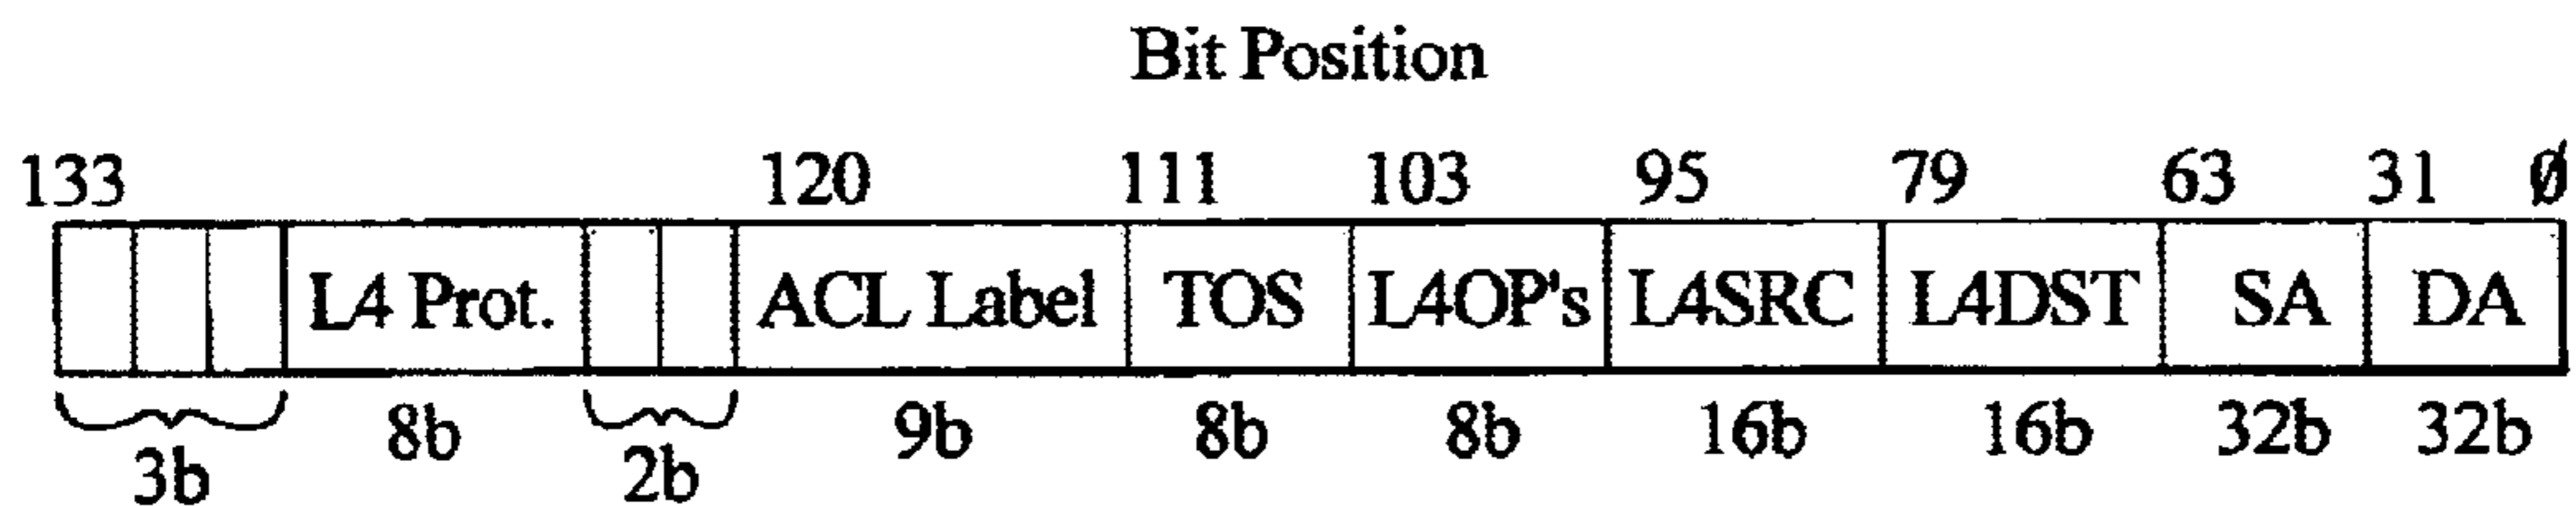 Bit Position
133 120 111 103 95 79 63 31 Ø
L4 Prot. ACL Label TOS L4OP's L4SRC L4DST SA DA
3b 8b 2b 9b 8b 8b 16b 16b 32b 32b